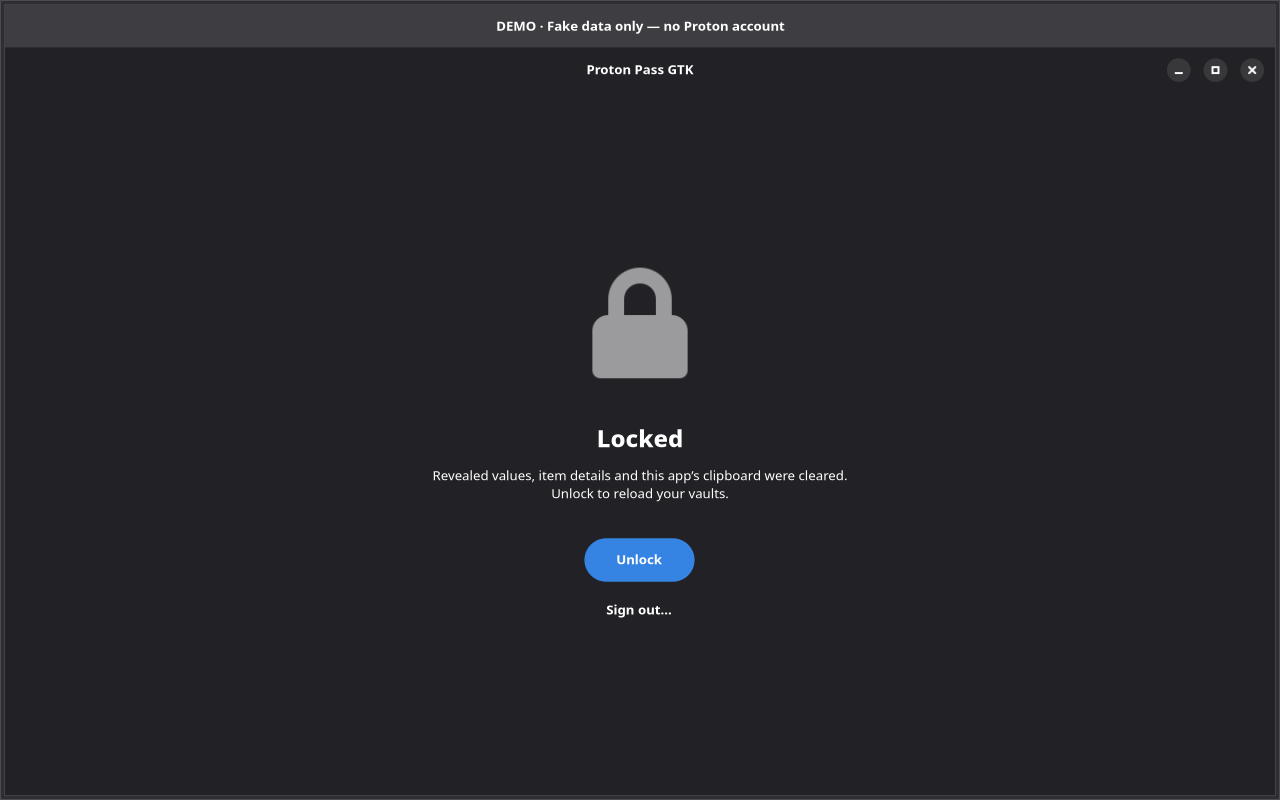 DEMO · Fake data only — no Proton account
Proton Pass GTK
Locked
Revealed values, item details and this app’s clipboard were cleared.
Unlock to reload your vaults.
Unlock
Sign out…